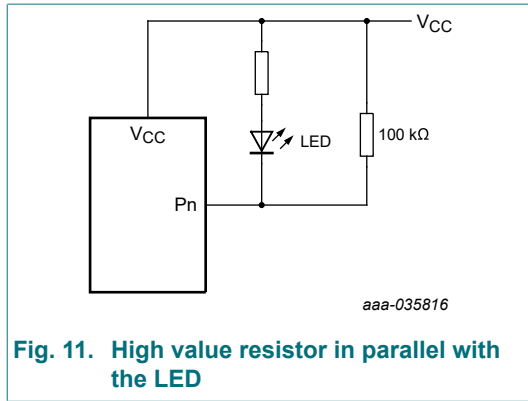 VCC
VCC
LED
100 kΩ
Pn
aaa-035816
Fig. 11. High value resistor in parallel with
the LED